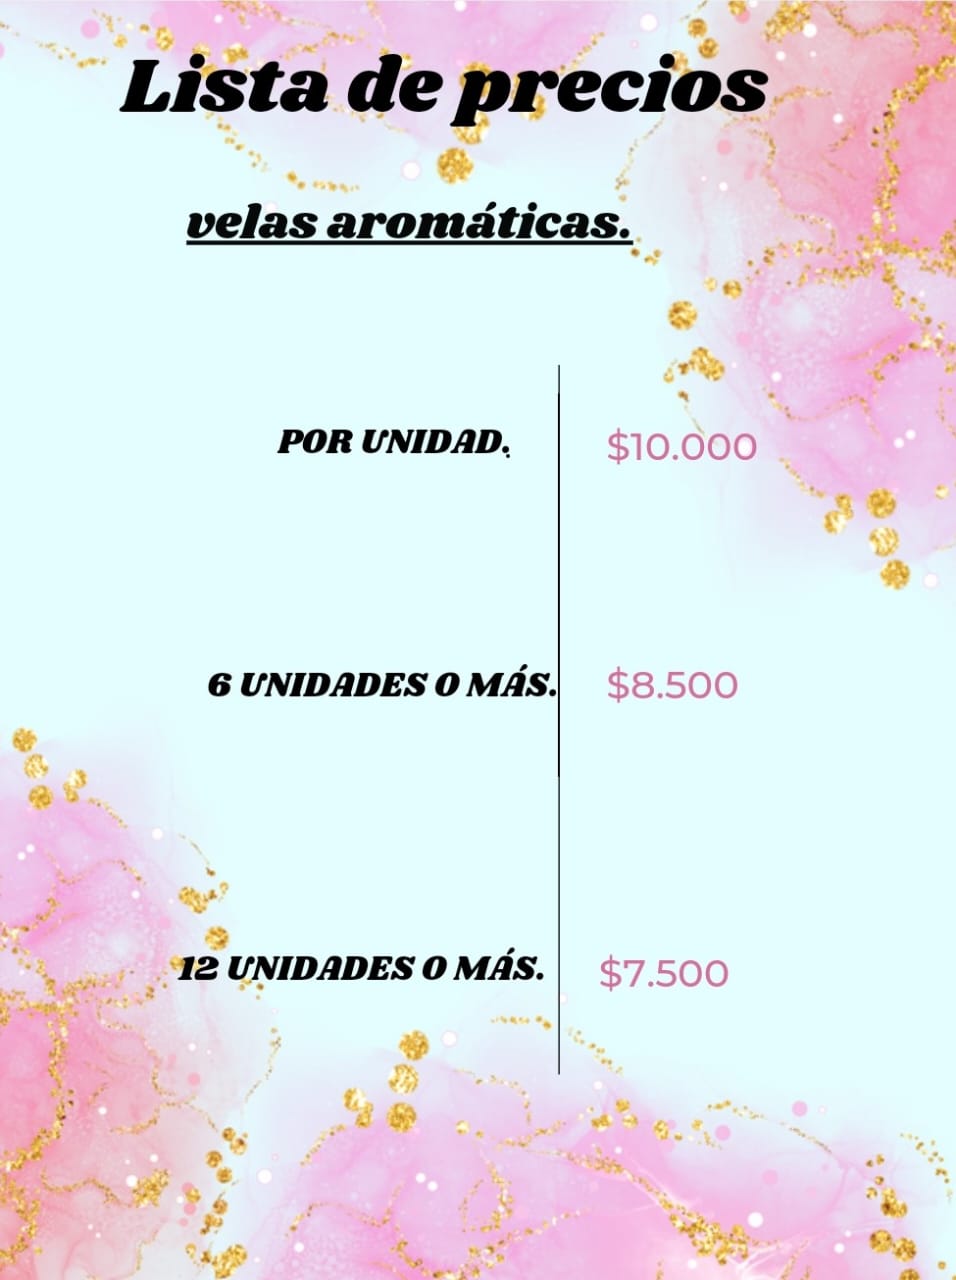 Lista de precios
velas aromáticas.
POR UNIDAD.
$10.000
6 UNIDADES O MÁS.
$8.500
12 UNIDADES O MÁS.
$7.500